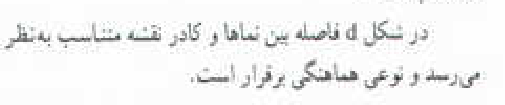 در شکل d فاصله بین نماها و کادر نقشه متناسب به‌نظر
می‌رسد و نوعی هماهنگی برقرار است.